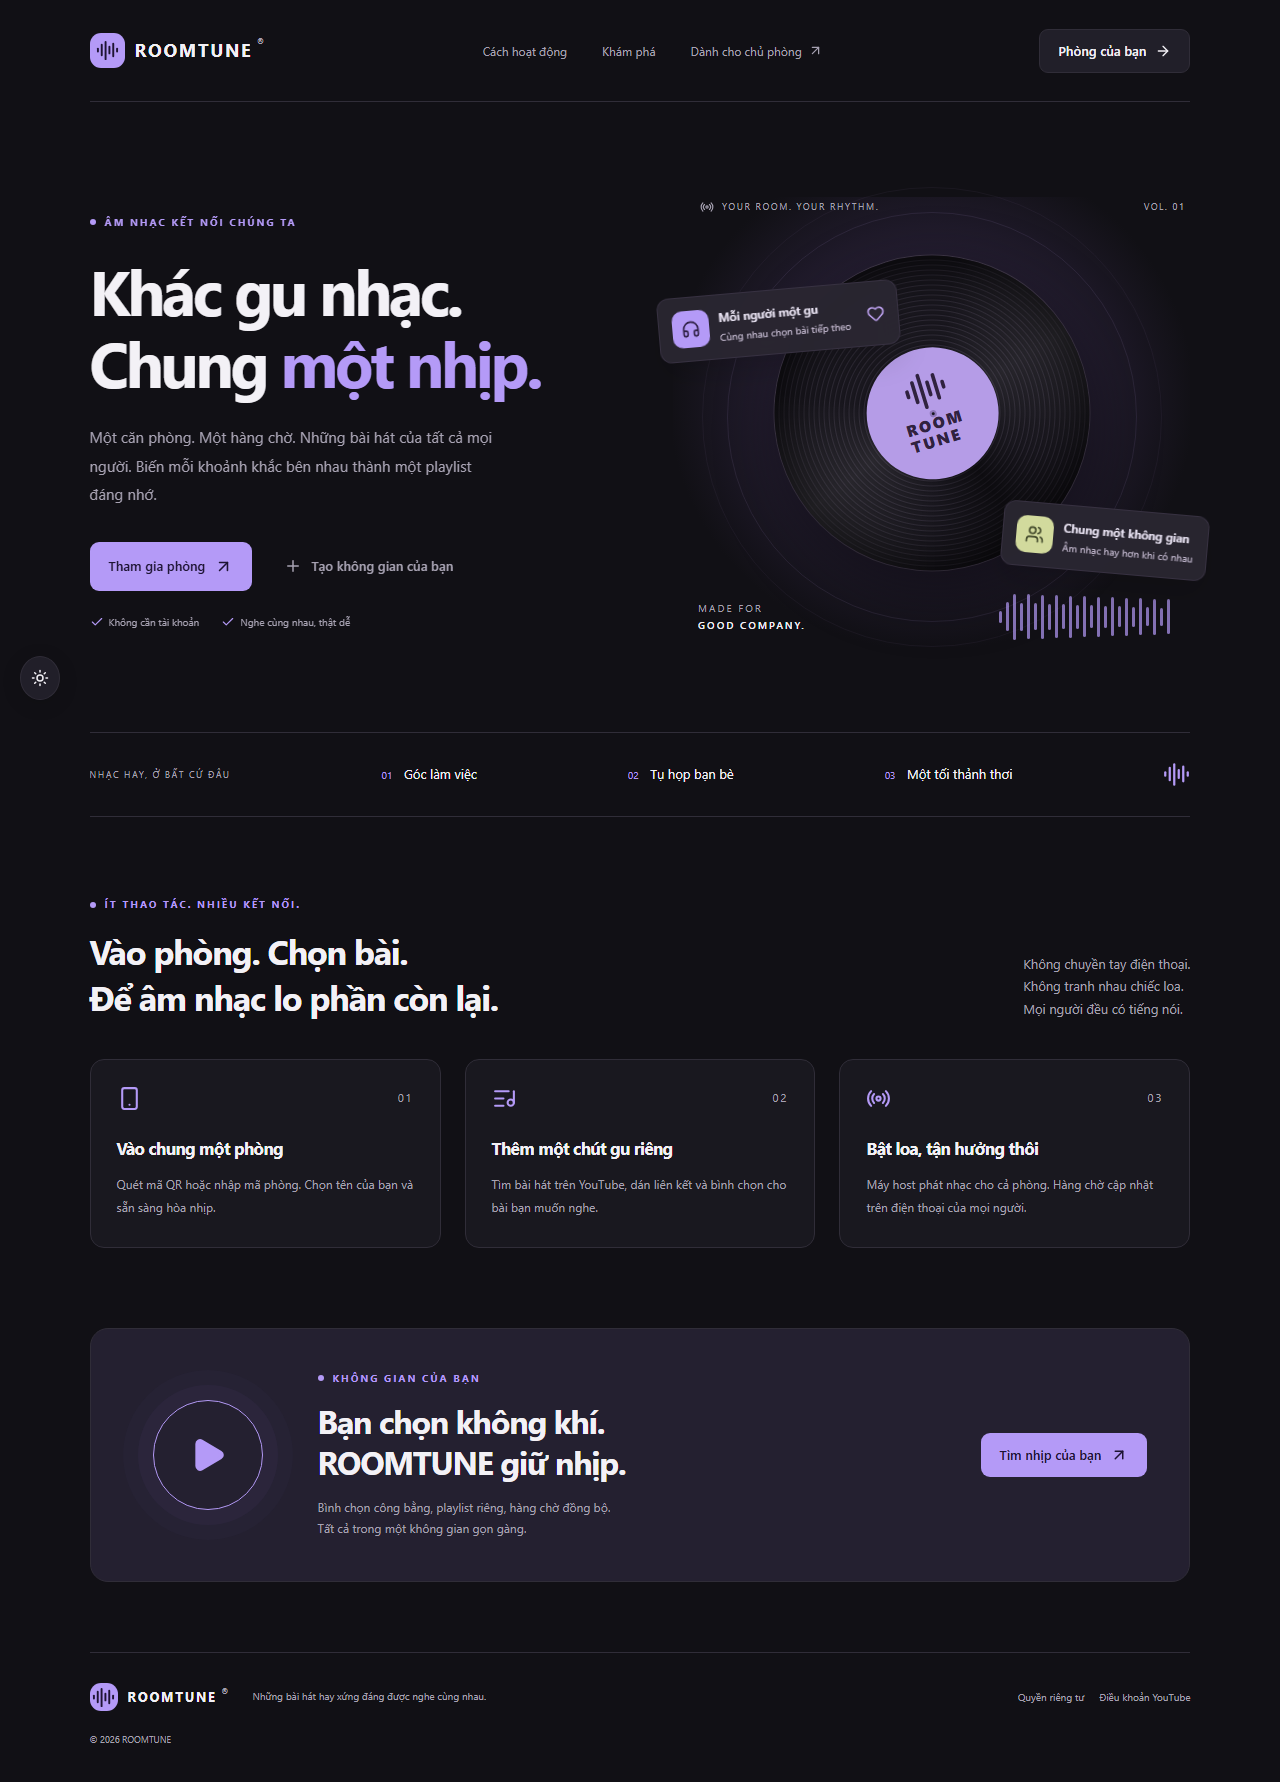 ROOMTUNE ®
Cách hoạt động
Khám phá
Dành cho chủ phòng
Phòng của bạn
ÂM NHẠC KẾT NỐI CHÚNG TA
Khác gu nhạc.
Chung một nhịp.
Một căn phòng. Một hàng chờ. Những bài hát của tất cả mọi
người. Biến mỗi khoảnh khắc bên nhau thành một playlist
đáng nhớ.
Tham gia phòng
Tạo không gian của bạn
Không cần tài khoản
Nghe cùng nhau, thật dễ
YOUR ROOM. YOUR RHYTHM.
VOL. 01
Mỗi người một gu
Cùng nhau chọn bài tiếp theo
ROOM
TUNE
Chung một không gian
Âm nhạc hay hơn khi có nhau
MADE FOR
GOOD COMPANY.
NHẠC HAY, Ở BẤT CỨ ĐÂU
01 Góc làm việc
02 Tụ họp bạn bè
03 Một tối thảnh thơi
ÍT THAO TÁC. NHIỀU KẾT NỐI.
Vào phòng. Chọn bài.
Để âm nhạc lo phần còn lại.
Không chuyền tay điện thoại.
Không tranh nhau chiếc loa.
Mọi người đều có tiếng nói.
01
Vào chung một phòng
Quét mã QR hoặc nhập mã phòng. Chọn tên của bạn và
sẵn sàng hòa nhịp.
02
Thêm một chút gu riêng
Tìm bài hát trên YouTube, dán liên kết và bình chọn cho
bài bạn muốn nghe.
03
Bật loa, tận hưởng thôi
Máy host phát nhạc cho cả phòng. Hàng chờ cập nhật
trên điện thoại của mọi người.
KHÔNG GIAN CỦA BẠN
Bạn chọn không khí.
ROOMTUNE giữ nhịp.
Bình chọn công bằng, playlist riêng, hàng chờ đồng bộ.
Tất cả trong một không gian gọn gàng.
Tìm nhịp của bạn
ROOMTUNE ®
Những bài hát hay xứng đáng được nghe cùng nhau.
Quyền riêng tư
Điều khoản YouTube
© 2026 ROOMTUNE